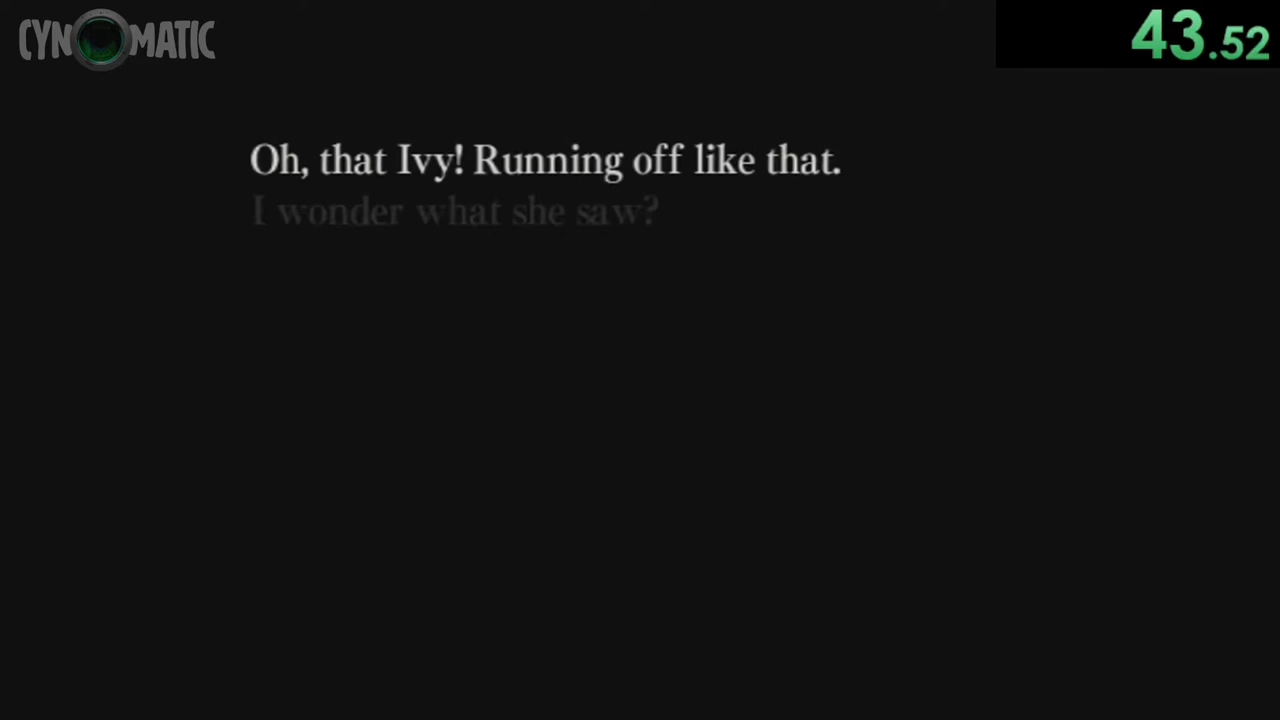 CYNOMATIC
43.52
Oh, that Ivy! Running off like that.
I wonder what she saw?